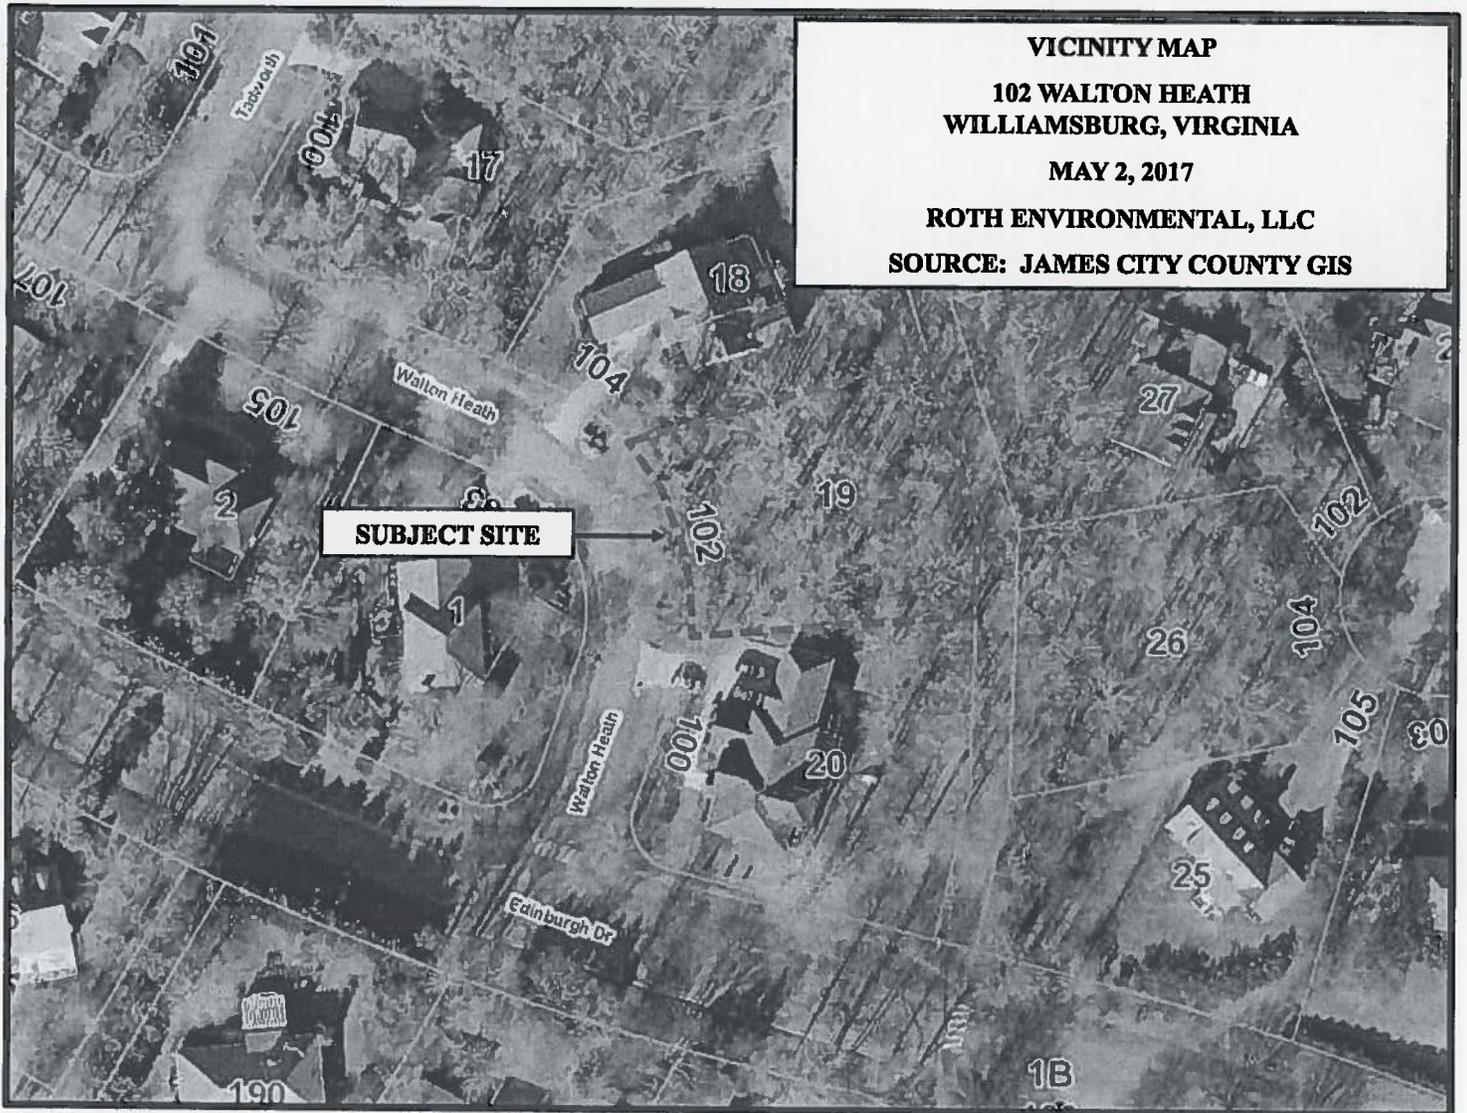 VICINITY MAP
102 WALTON HEATH
WILLIAMSBURG, VIRGINIA
MAY 2, 2017
ROTH ENVIRONMENTAL, LLC
SOURCE: JAMES CITY COUNTY GIS
101
Tadworth
100
17
18
107
104
Walton Heath
105
27
2
2
19
102
102
SUBJECT SITE
1
104
26
105
03
100
20
Walton Heath
25
Edinburgh Dr
190
1B